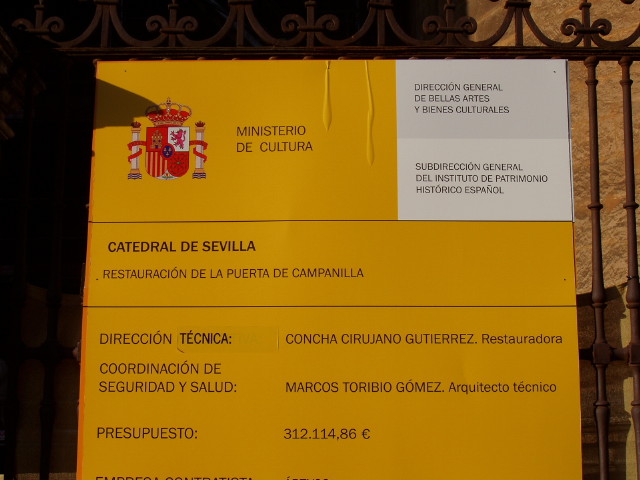 MINISTERIO
DE CULTURA
DIRECCIÓN GENERAL
DE BELLAS ARTES
Y BIENES CULTURALES
SUBDIRECCIÓN GENERAL
DEL INSTITUTO DE PATRIMONIO
HISTÓRICO ESPAÑOL
CATEDRAL DE SEVILLA
RESTAURACIÓN DE LA PUERTA DE CAMPANILLA
DIRECCIÓN TÉCNICA: CONCHA CIRUJANO GUTIERREZ. Restauradora
COORDINACIÓN DE
SEGURIDAD Y SALUD: MARCOS TORIBIO GÓMEZ. Arquitecto técnico
PRESUPUESTO: 312.114,86 €
EMPRESA CONTRATISTA